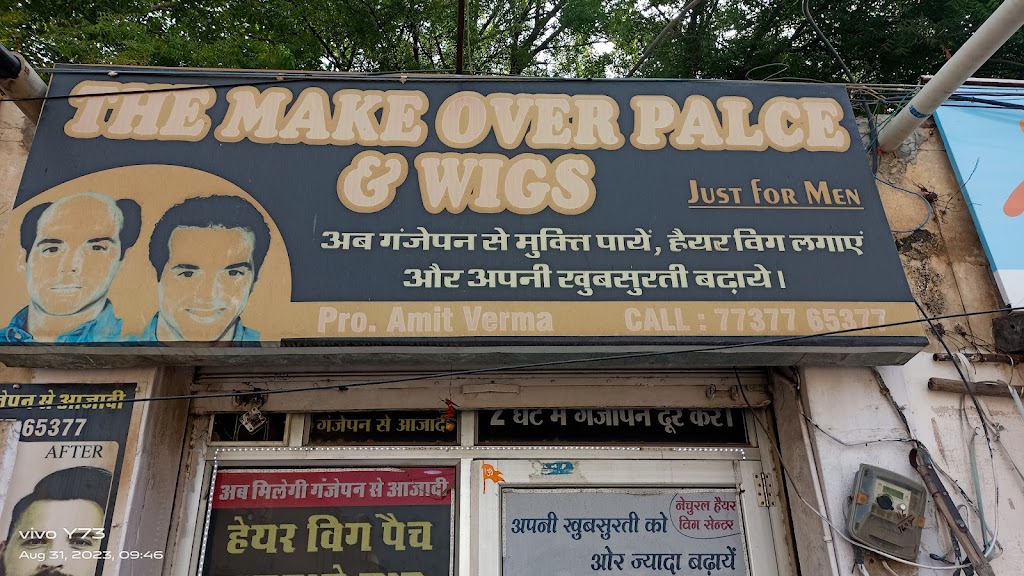 THE MAKE OVER PALCE
& WIGS
JUST FOR MEN
अब गंजेपन से मुक्ति पायें, हैयर विग लगाएं
और अपनी खुबसुरती बढ़ाये।
Pro. Amit Verma
CALL : 77377 65377
से आजादी
65377
AFTER
गंजेपन से आजादी
2 घंटे में गंजापन दूर करें।
अब मिलेगी गंजेपन से आजादी
हेयर विग पैच
अपनी खुबसुरती को
ओर ज्यादा बढ़ायें
नेचुरल हैयर
विग सेन्टर
vivo Y73
Aug 31, 2023, 09:46